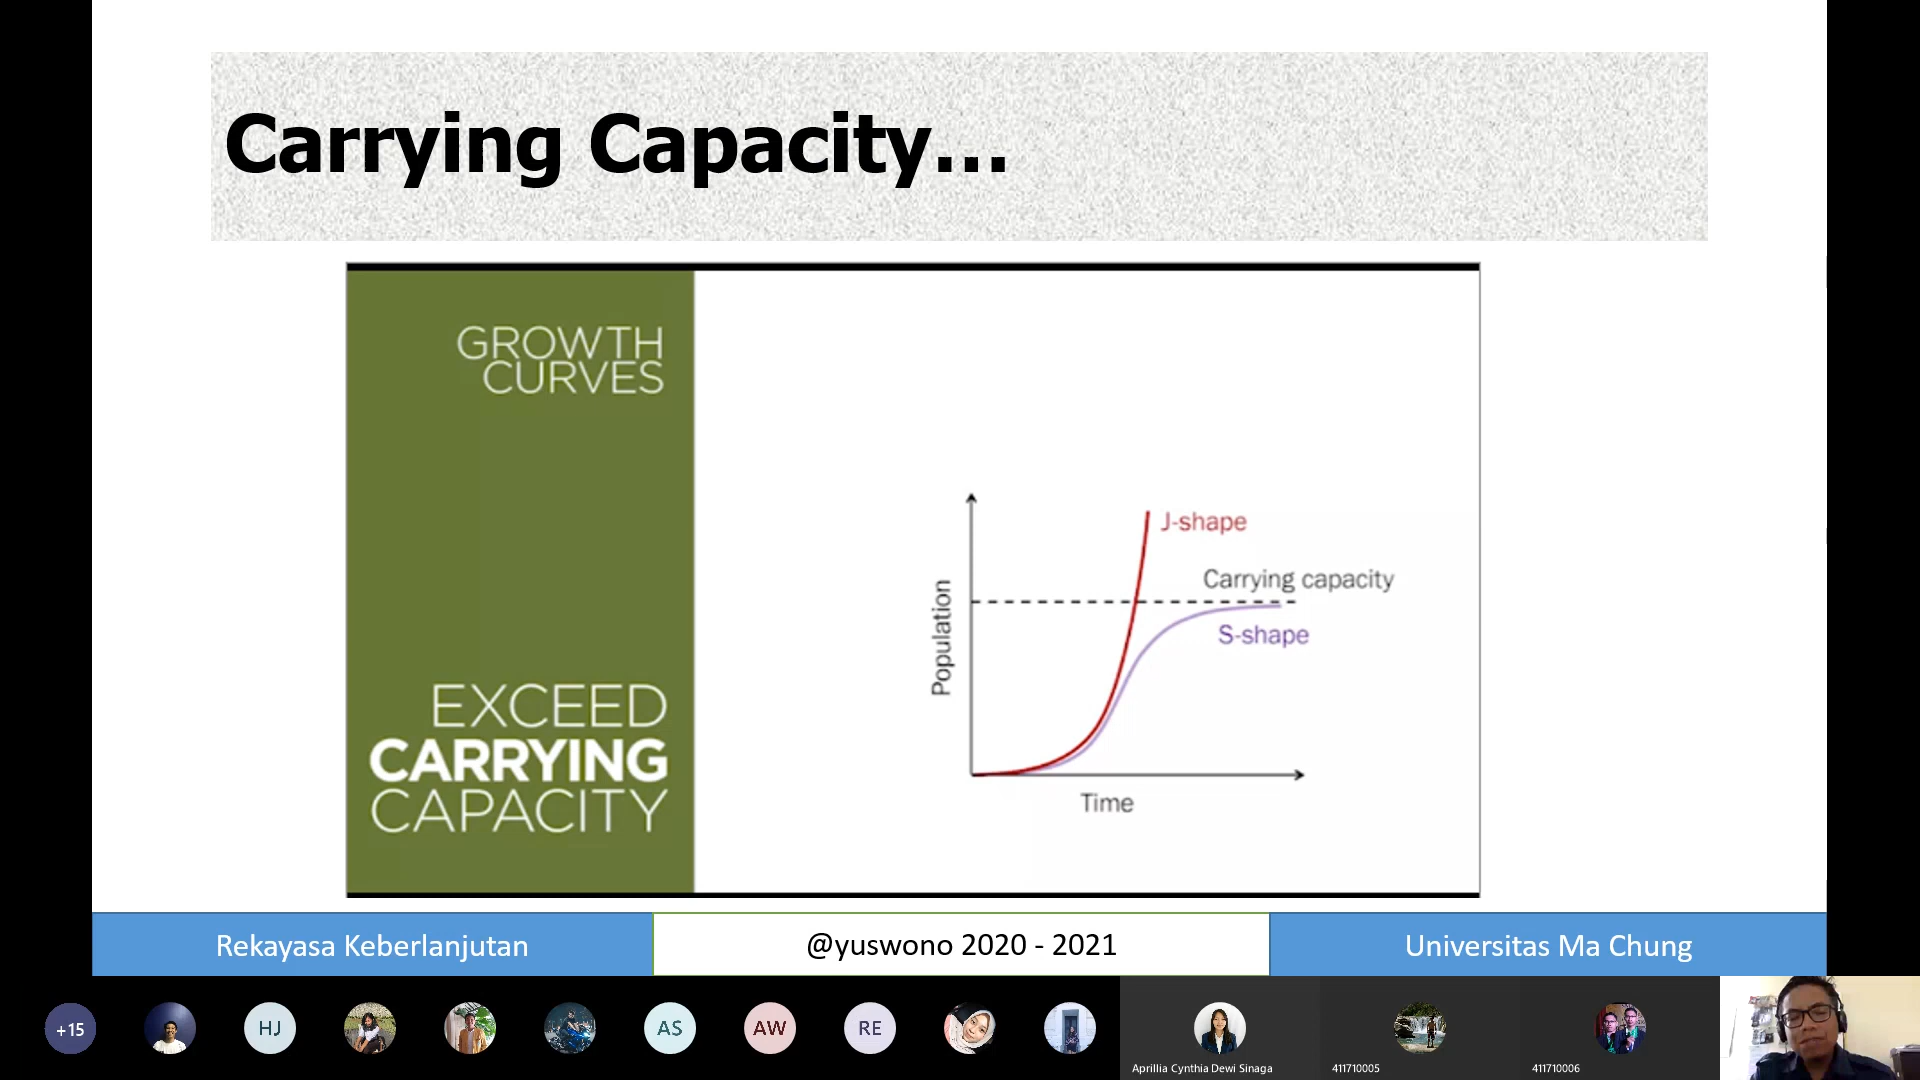 Carrying Capacity...
GROWTH
CURVES
EXCEED
CARRYING
CAPACITY
J-shape
Carrying capacity
S-shape
Population
Time
Rekayasa Keberlanjutan
@yuswono 2020 - 2021
Universitas Ma Chung
+15
HJ
AS
AW
RE
Aprillia Cynthia Dewi Sinaga
411710005
411710006